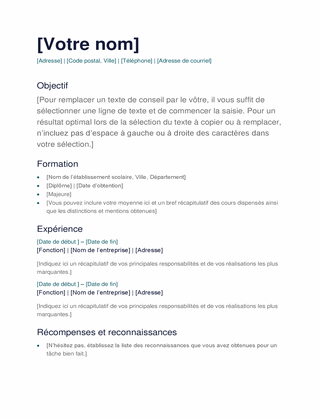 [Votre nom]
[Adresse] | [Code postal, Ville] | [Téléphone] | [Adresse de courriel]
Objectif
[Pour remplacer un texte de conseil par le vôtre, il vous suffit de
sélectionner une ligne de texte et de commencer la saisie. Pour un
résultat optimal lors de la sélection du texte à copier ou à remplacer,
n'incluez pas d'espace à gauche ou à droite des caractères dans
votre sélection.]
Formation
• [Nom de l'établissement scolaire, Ville, Département]
• [Diplôme] | [Date d'obtention]
• [Majeure]
• [Vous pouvez inclure votre moyenne ici et un bref récapitulatif des cours dispensés ainsi
que les distinctions et mentions obtenues]
Expérience
[Date de début] – [Date de fin]
[Fonction] | [Nom de l'entreprise] | [Adresse]
[Indiquez ici un récapitulatif de vos principales responsabilités et de vos réalisations les plus
marquantes.]
[Date de début] – [Date de fin]
[Fonction] | [Nom de l'entreprise] | [Adresse]
[Indiquez ici un récapitulatif de vos principales responsabilités et de vos réalisations les plus
marquantes.]
Récompenses et reconnaissances
• [N'hésitez pas, établissez la liste des reconnaissances que vous avez obtenues pour un
tâche bien fait.]